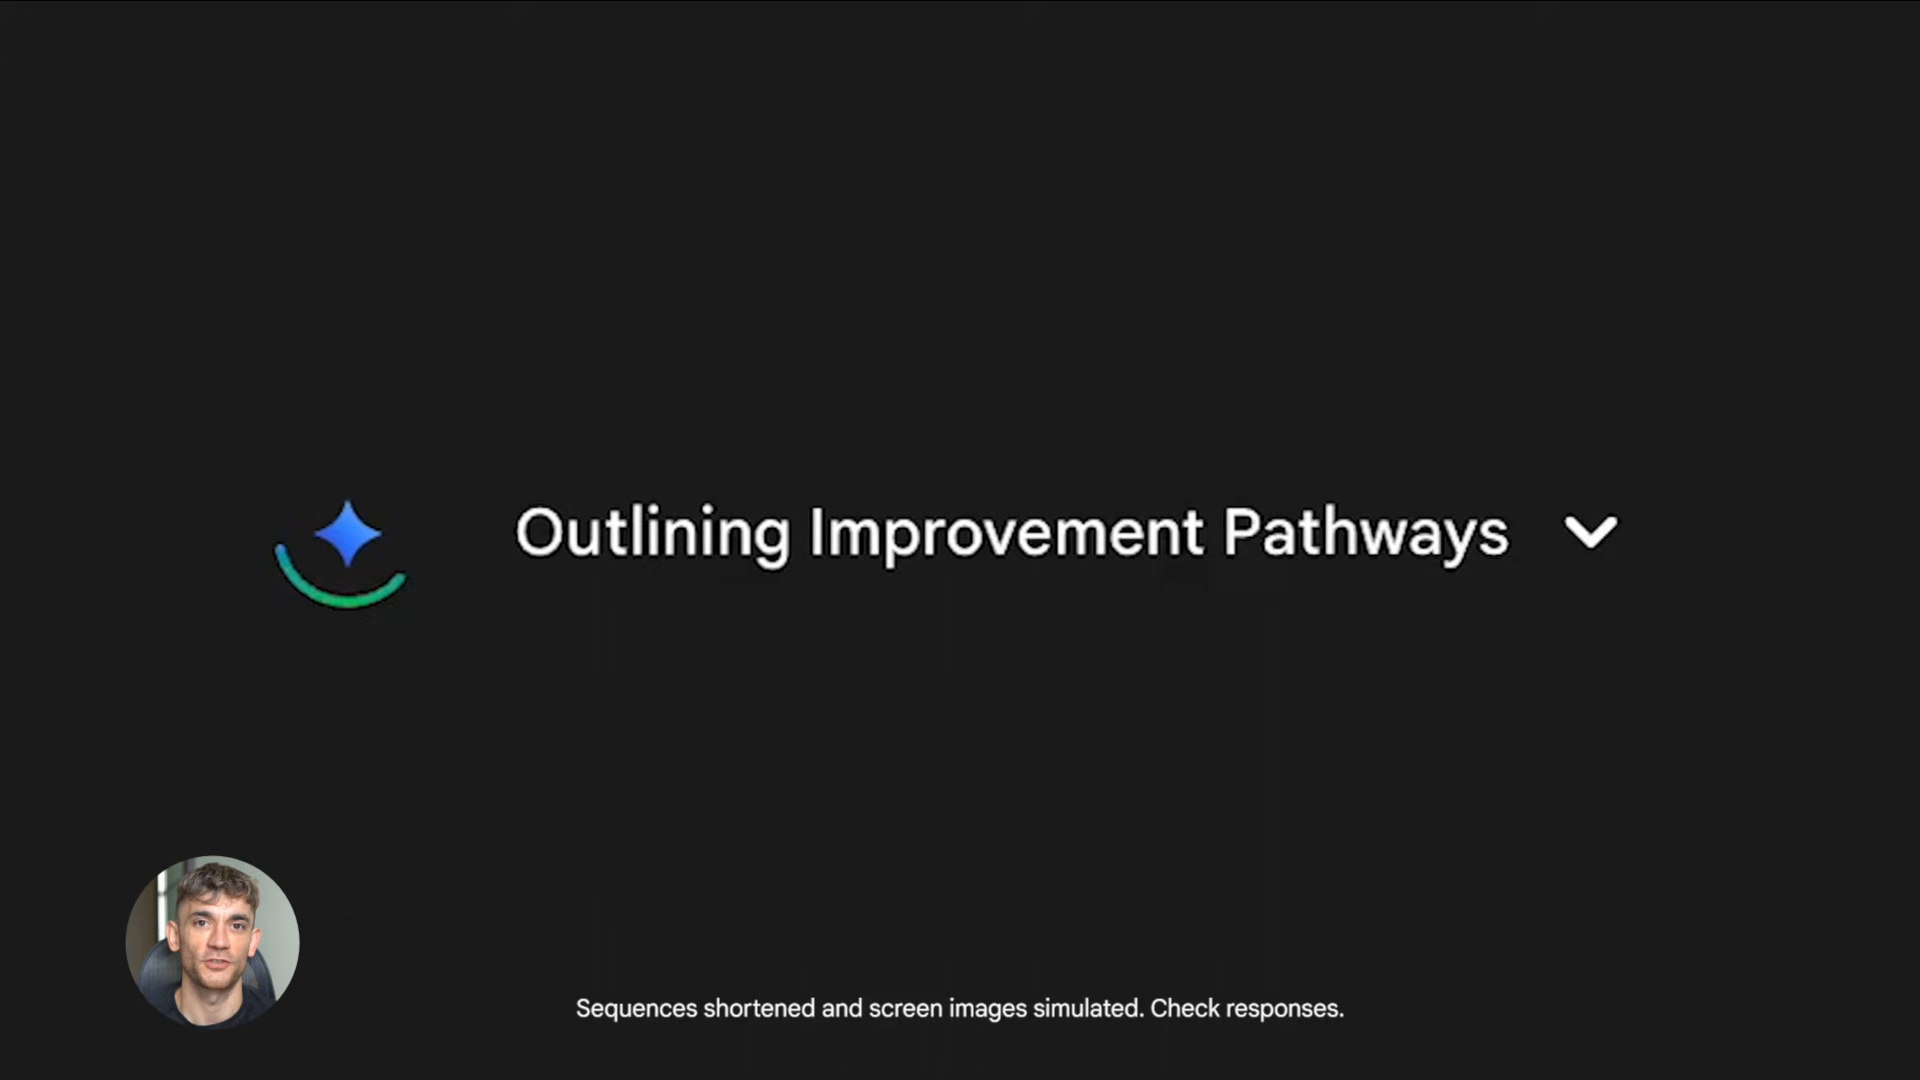 Outlining Improvement Pathways
Sequences shortened and screen images simulated. Check responses.